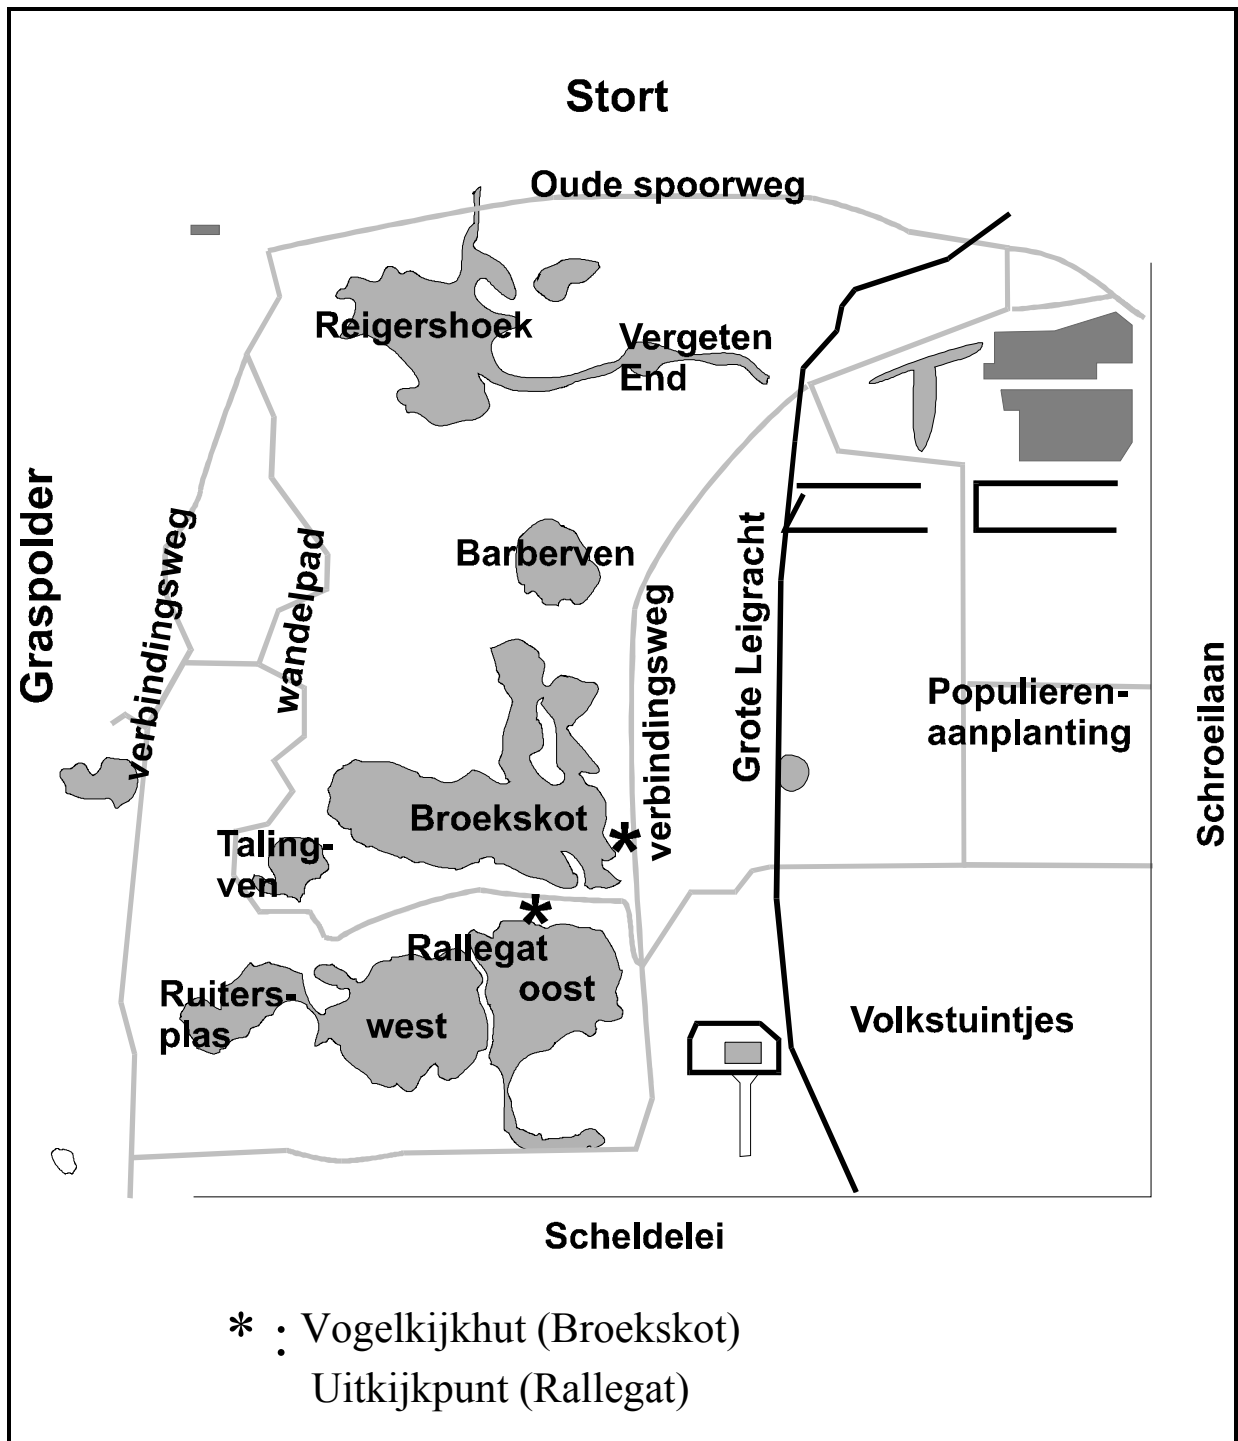 Stort
Oude spoorweg
Reigershoek
Vergeten
End
Graspolder
verbindingsweg
wandelpad
Barberven
verbindingsweg
Grote Leigracht
Populieren-
aanplanting
Schroeilaan
Broekskot
*
Taling-
ven
*
Rallegat
oost
west
Ruiters-
plas
Volkstuintjes
Scheldelei
* : Vogelkijkhut (Broekskot)
Uitkijkpunt (Rallegat)